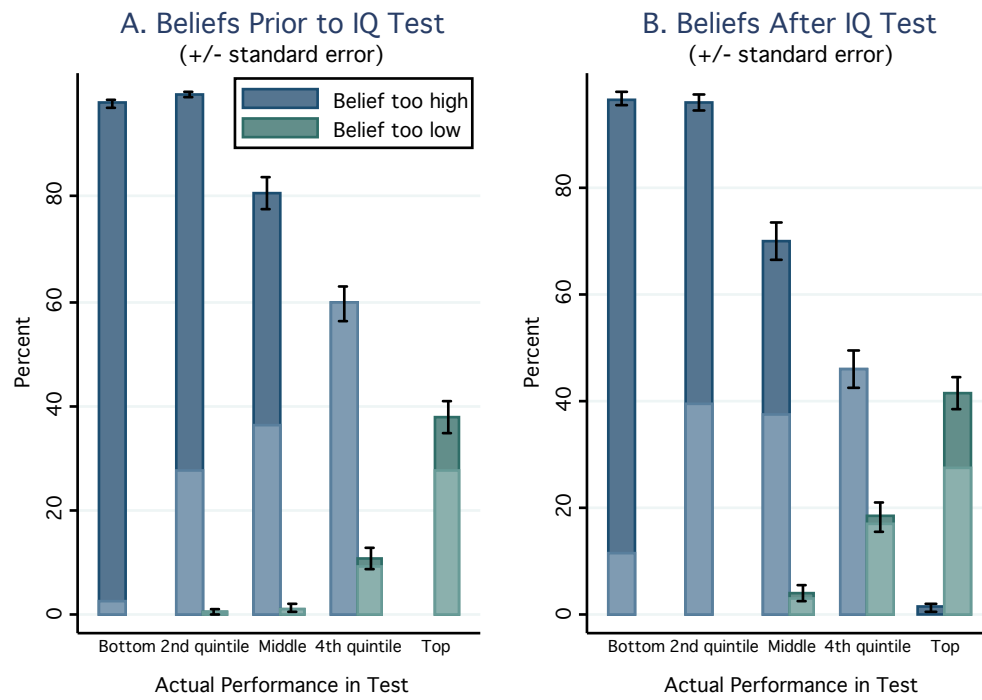 A. Beliefs Prior to IQ Test
(+/- standard error)
Belief too high
Belief too low
Percent
80
60
40
20
0
Bottom 2nd quintile Middle 4th quintile Top
Actual Performance in Test
B. Beliefs After IQ Test
(+/- standard error)
Percent
80
60
40
20
0
Bottom 2nd quintile Middle 4th quintile Top
Actual Performance in Test